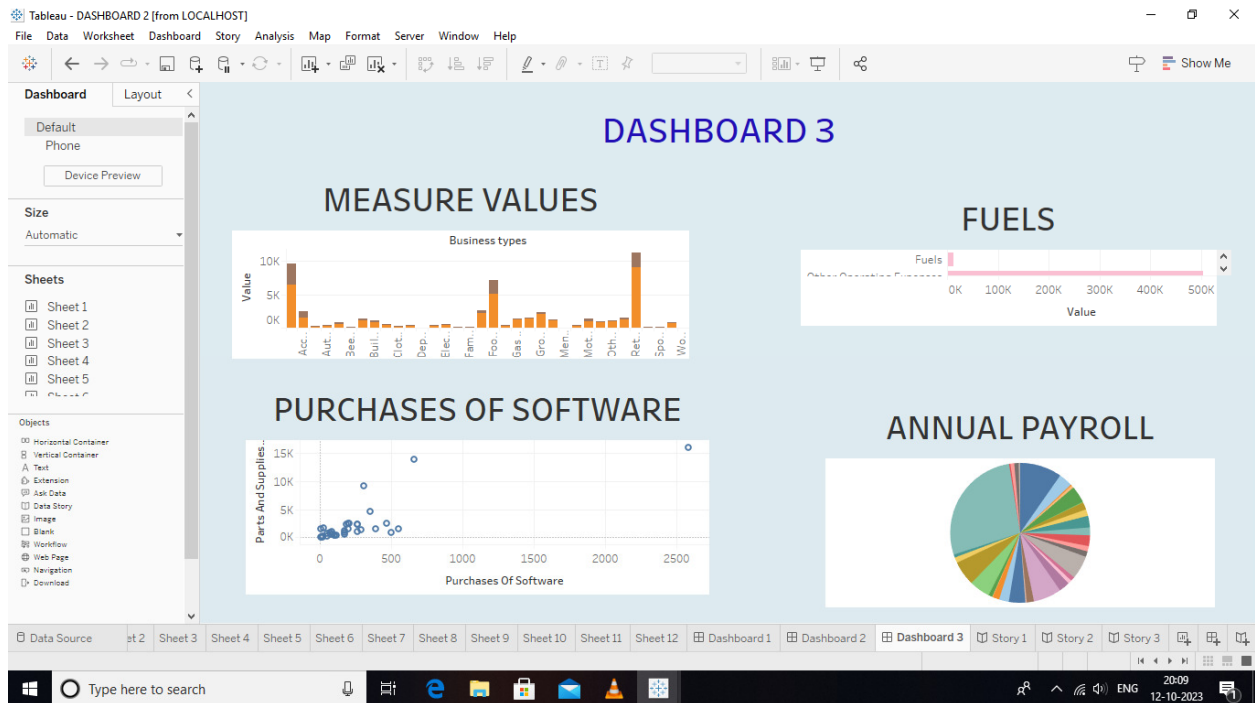 Tableau - DASHBOARD 2 [from LOCALHOST]
File Data Worksheet Dashboard Story Analysis Map Format Server Window Help
Show Me
Dashboard Layout
Default
Phone
Device Preview
Size
Automatic
Sheets
Sheet 1
Sheet 2
Sheet 3
Sheet 4
Sheet 5
Objects
Horizontal Container
Vertical Container
Text
Extension
Ask Data
Data Story
Image
Blank
Workflow
Web Page
Navigation
Download
DASHBOARD 3
MEASURE VALUES
Business types
Value
10K
5K
0K
Acc.. Aut.. Bee.. Buil.. Clot.. Dep.. Elec.. Fam.. Foo.. Gas .. Gro.. Men.. Mot.. Oth.. Ret.. Spo.. Wo..
FUELS
Fuels
Other Operating Expenses
0K 100K 200K 300K 400K 500K
Value
PURCHASES OF SOFTWARE
Parts And Supplies..
15K
10K
5K
0K
0 500 1000 1500 2000 2500
Purchases Of Software
ANNUAL PAYROLL
Data Source et 2 Sheet 3 Sheet 4 Sheet 5 Sheet 6 Sheet 7 Sheet 8 Sheet 9 Sheet 10 Sheet 11 Sheet 12 Dashboard 1 Dashboard 2 Dashboard 3 Story 1 Story 2 Story 3
Type here to search
ENG
20:09
12-10-2023
1